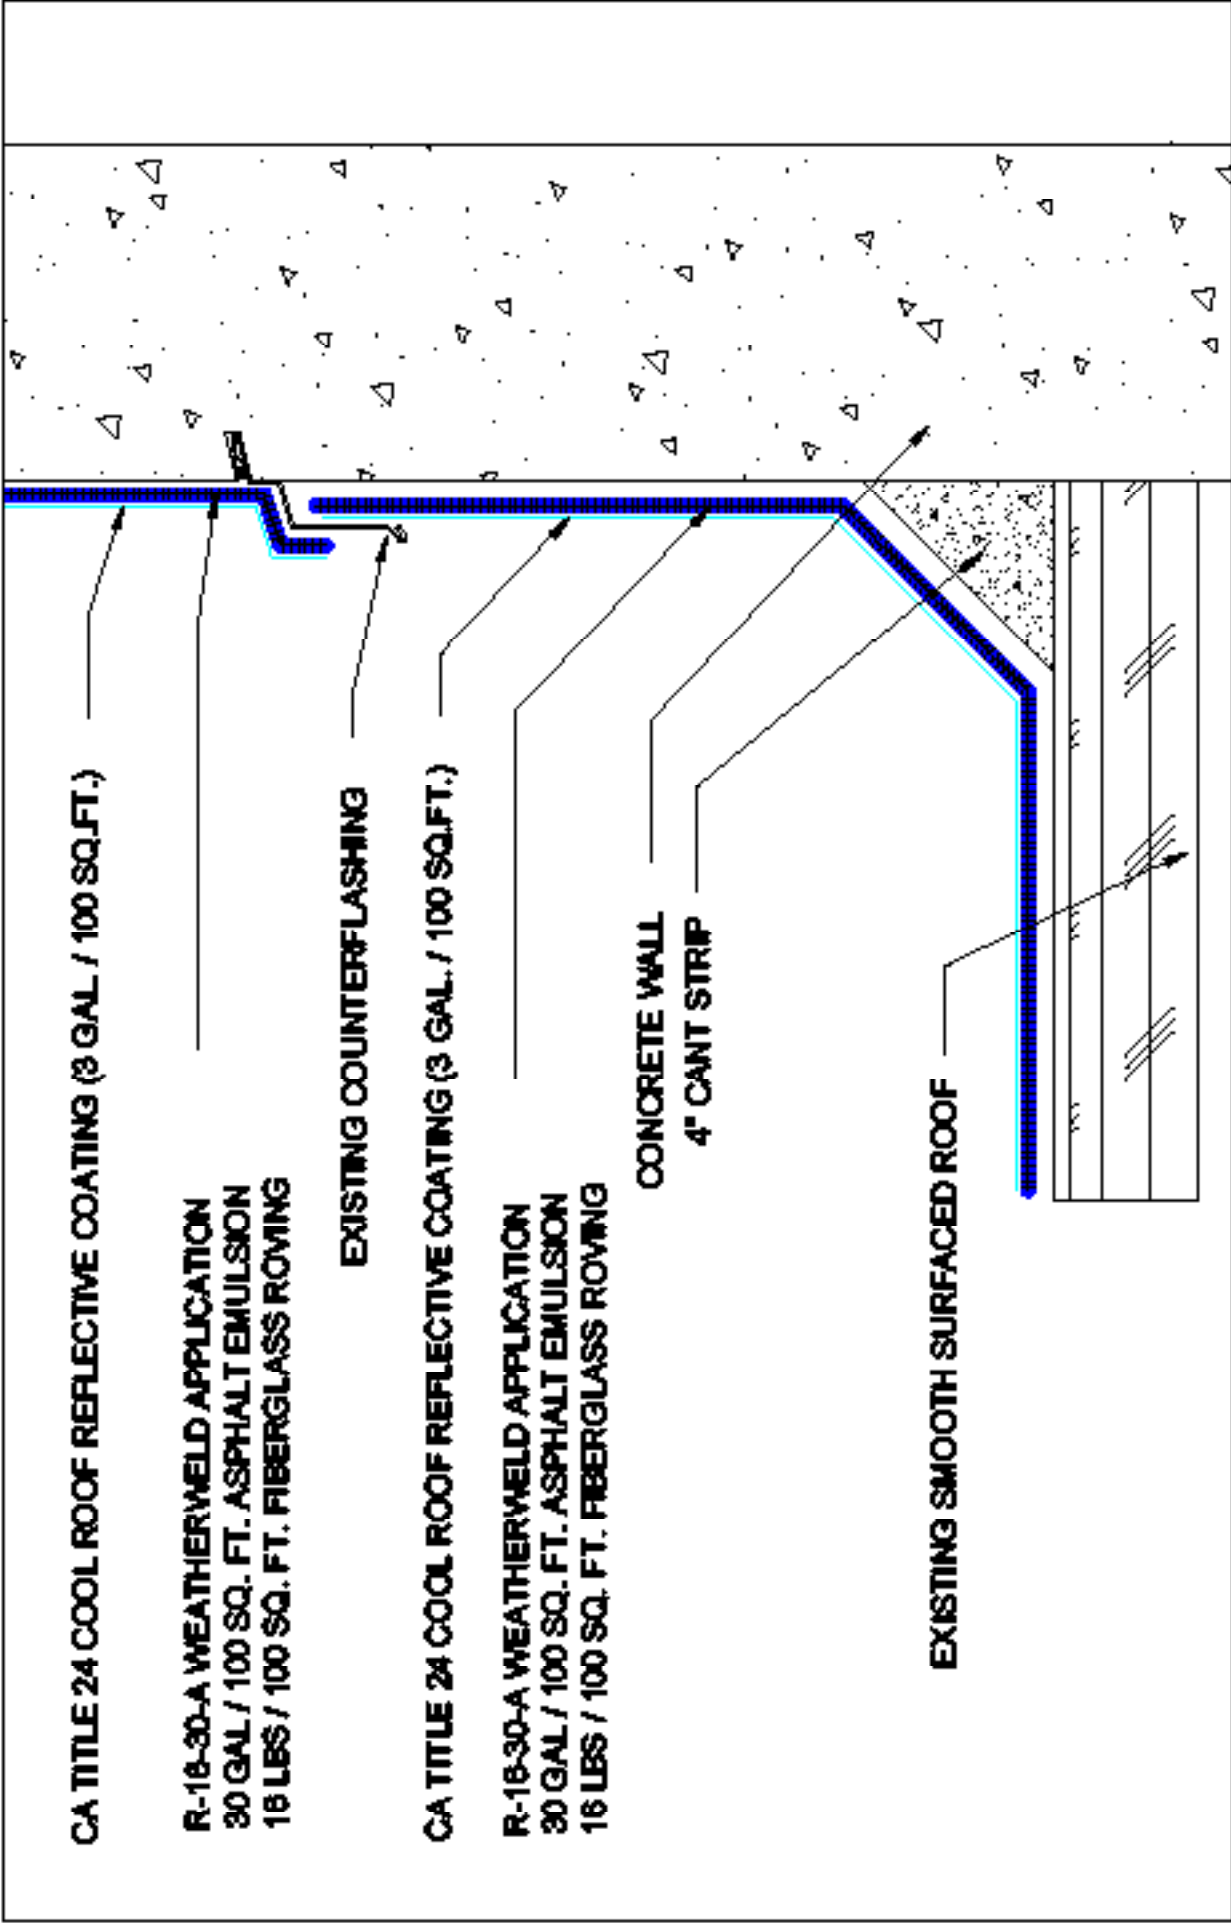 CA TITLE 24 COOL ROOF REFLECTIVE COATING (3 GAL. / 100 SQ.FT.)
R-16-30-A WEATHERWELD APPLICATION
30 GAL / 100 SQ. FT. ASPHALT EMULSION
16 LBS / 100 SQ. FT. FIBERGLASS ROVING
EXISTING COUNTERFLASHING
CA TITLE 24 COOL ROOF REFLECTIVE COATING (3 GAL. / 100 SQ.FT.)
R-16-30-A WEATHERWELD APPLICATION
30 GAL / 100 SQ. FT. ASPHALT EMULSION
16 LBS / 100 SQ. FT. FIBERGLASS ROVING
CONCRETE WALL
4" CANT STRIP
EXISTING SMOOTH SURFACED ROOF